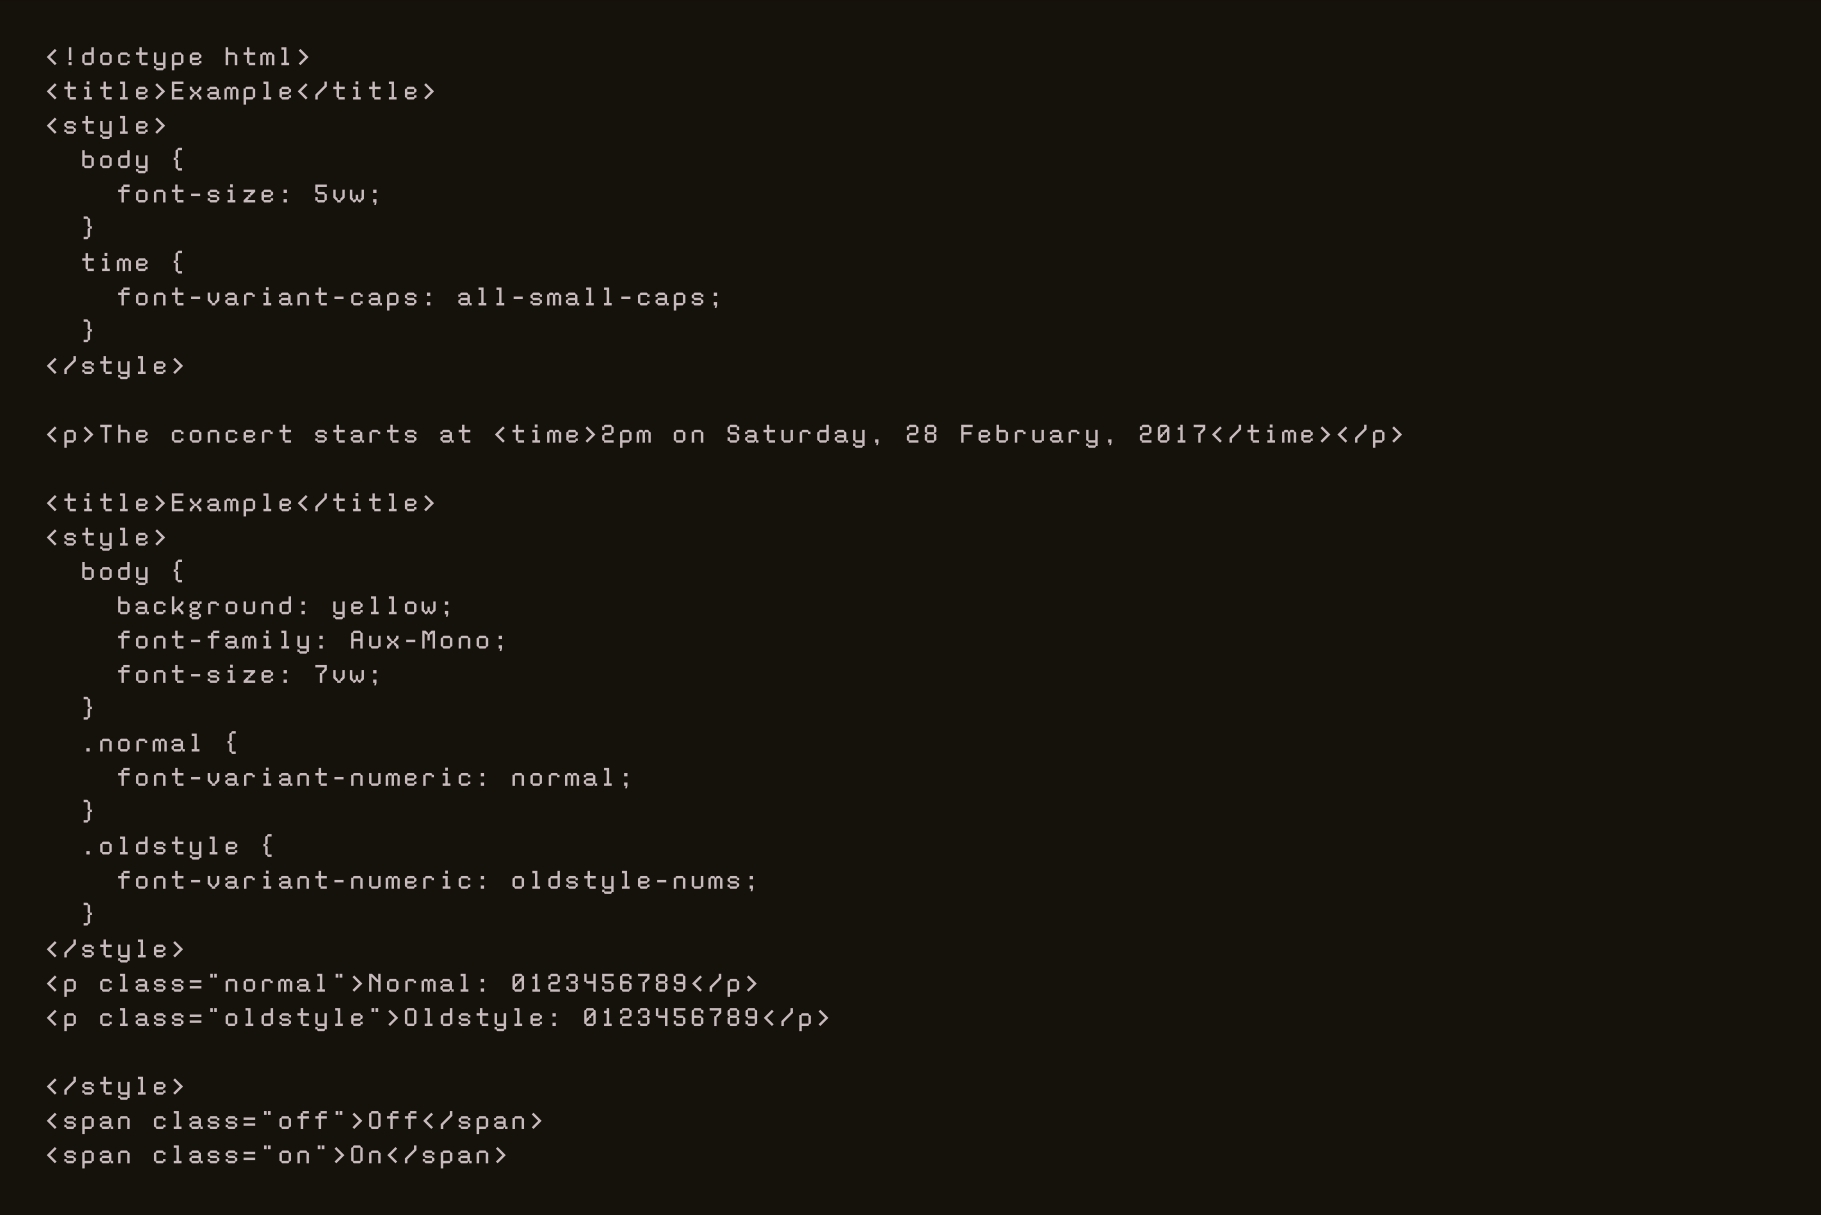 <!doctype html>
<title>Example</title>
<style>
  body {
    font-size: 5vw;
  }
  time {
    font-variant-caps: all-small-caps;
  }
</style>

<p>The concert starts at <time>2pm on Saturday, 28 February, 2017</time></p>

<title>Example</title>
<style>
  body {
    background: yellow;
    font-family: Aux-Mono;
    font-size: 7vw;
  }
  .normal {
    font-variant-numeric: normal;
  }
  .oldstyle {
    font-variant-numeric: oldstyle-nums;
  }
</style>
<p class="normal">Normal: 0123456789</p>
<p class="oldstyle">Oldstyle: 0123456789</p>

</style>
<span class="off">Off</span>
<span class="on">On</span>